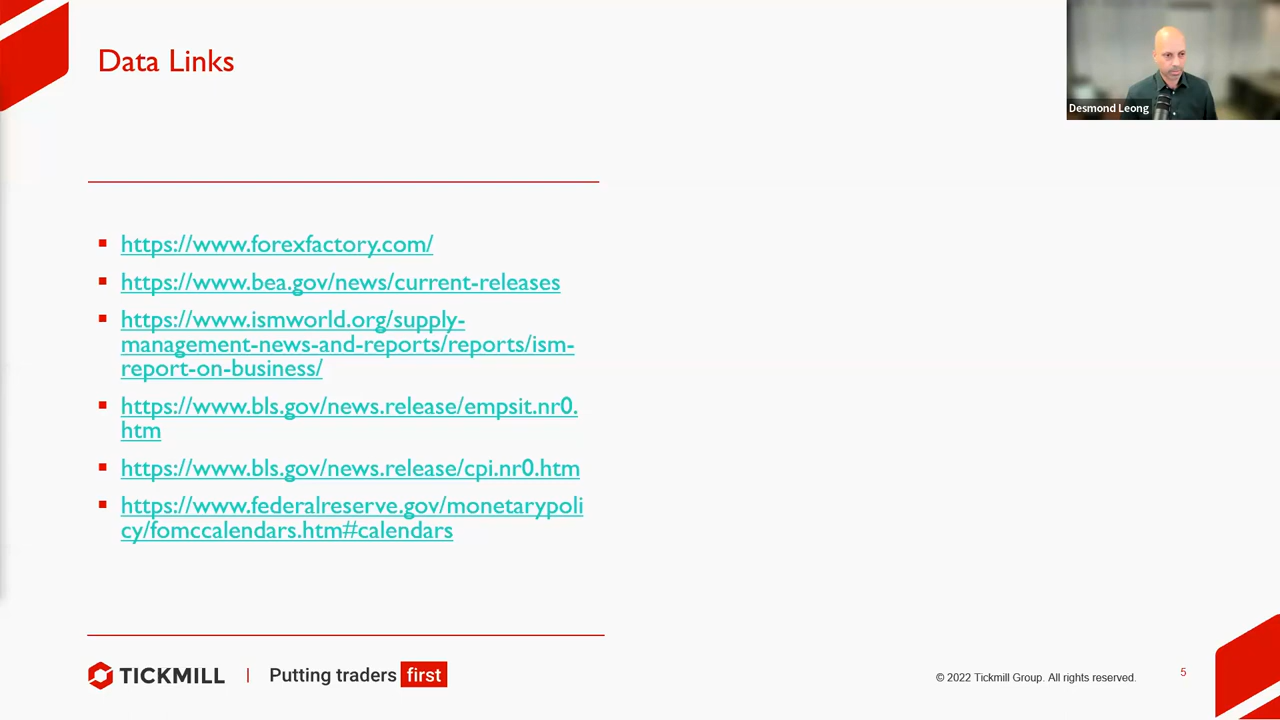 Data Links
Desmond Leong
https://www.forexfactory.com/
https://www.bea.gov/news/current-releases
https://www.ismworld.org/supply-
management-news-and-reports/reports/ism-
report-on-business/
https://www.bls.gov/news.release/empsit.nr0.
htm
https://www.bls.gov/news.release/cpi.nr0.htm
https://www.federalreserve.gov/monetarypoli
cy/fomccalendars.htm#calendars
TICKMILL | Putting traders first
© 2022 Tickmill Group. All rights reserved.
5